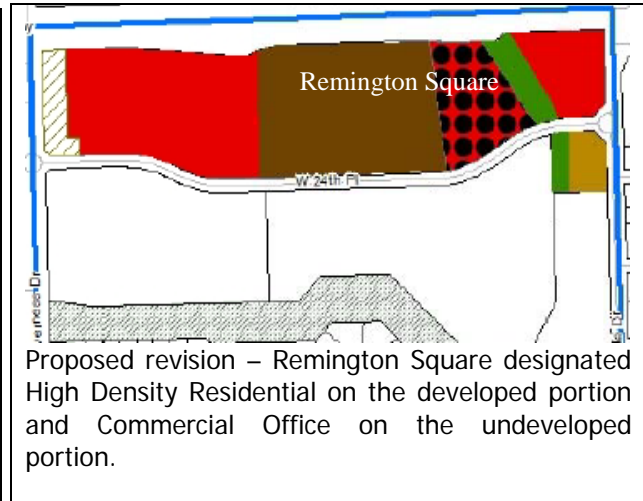 Remington Square
W 24th Pl
Proposed revision – Remington Square designated
High Density Residential on the developed portion
and Commercial Office on the undeveloped
portion.